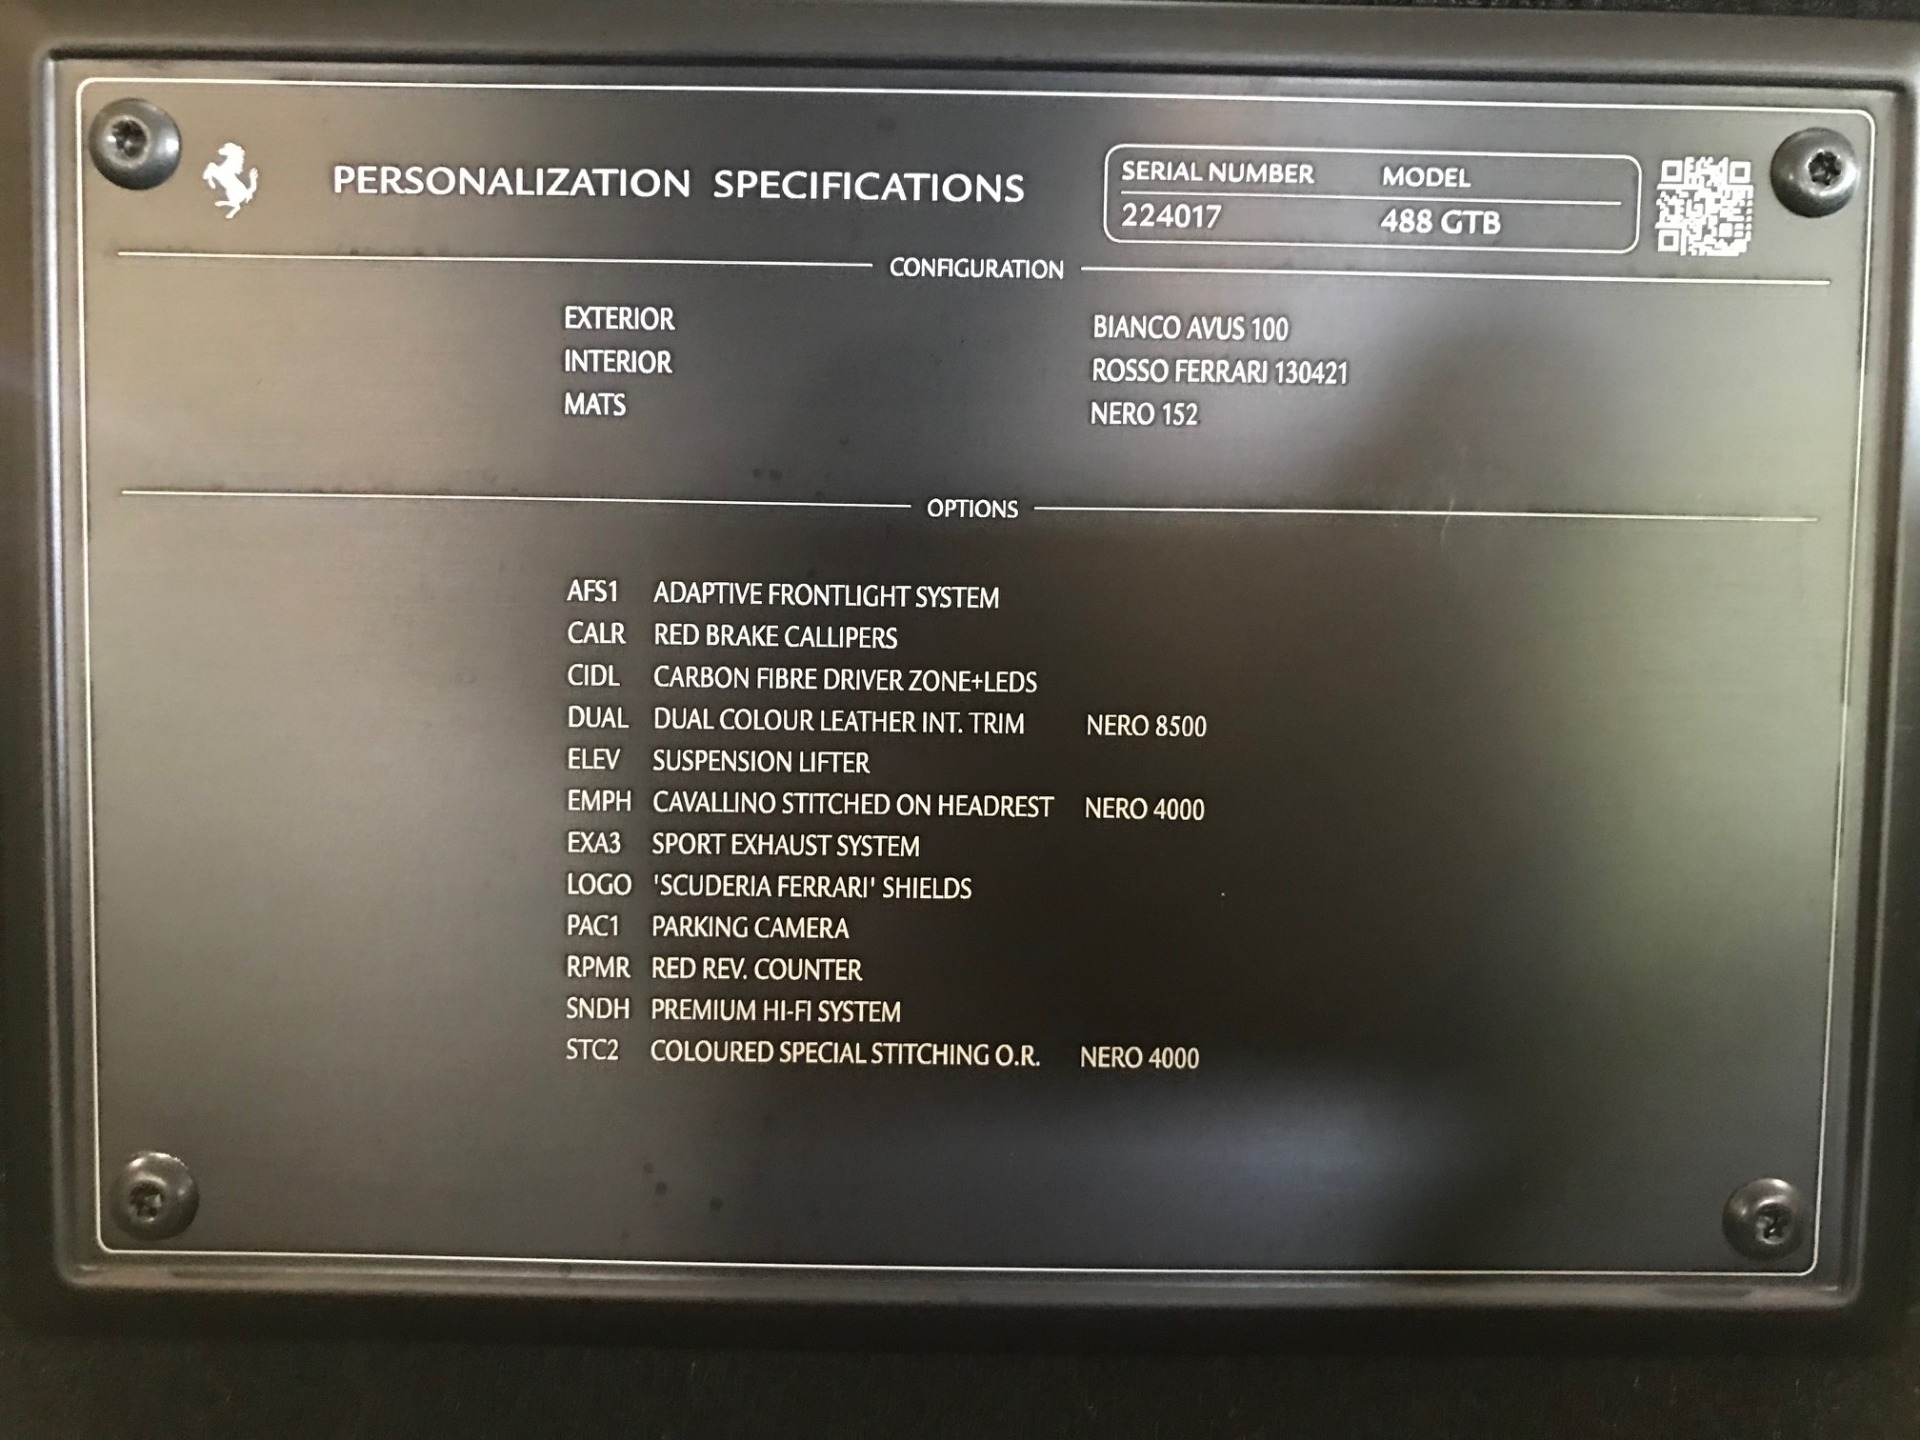 PERSONALIZATION SPECIFICATIONS
SERIAL NUMBER MODEL
224017 488 GTB
CONFIGURATION
EXTERIOR BIANCO AVUS 100
INTERIOR ROSSO FERRARI 130421
MATS NERO 152
OPTIONS
AFS1 ADAPTIVE FRONTLIGHT SYSTEM
CALR RED BRAKE CALLIPERS
CIDL CARBON FIBRE DRIVER ZONE+LEDS
DUAL DUAL COLOUR LEATHER INT. TRIM NERO 8500
ELEV SUSPENSION LIFTER
EMPH CAVALLINO STITCHED ON HEADREST NERO 4000
EXA3 SPORT EXHAUST SYSTEM
LOGO 'SCUDERIA FERRARI' SHIELDS
PAC1 PARKING CAMERA
RPMR RED REV. COUNTER
SNDH PREMIUM HI-FI SYSTEM
STC2 COLOURED SPECIAL STITCHING O.R. NERO 4000